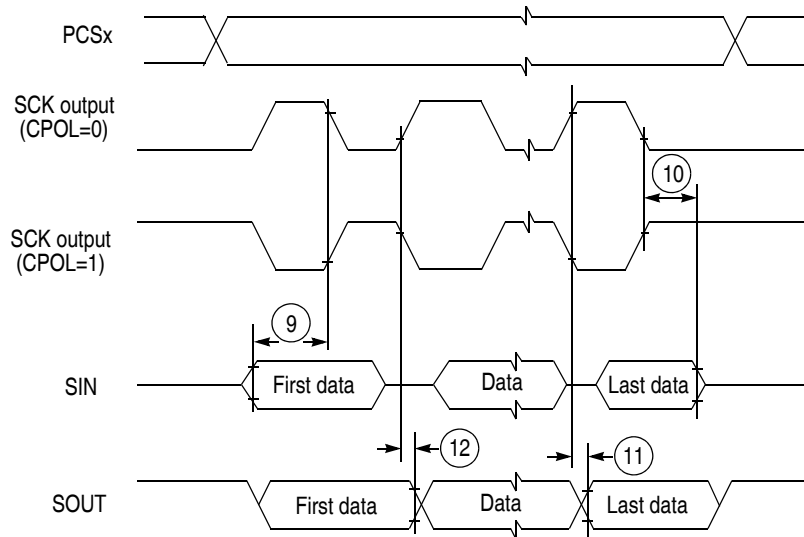 PCSx
SCK output
(CPOL=0)
10
SCK output
(CPOL=1)
9
SIN
First data
Data
Last data
12
11
SOUT
First data
Data
Last data